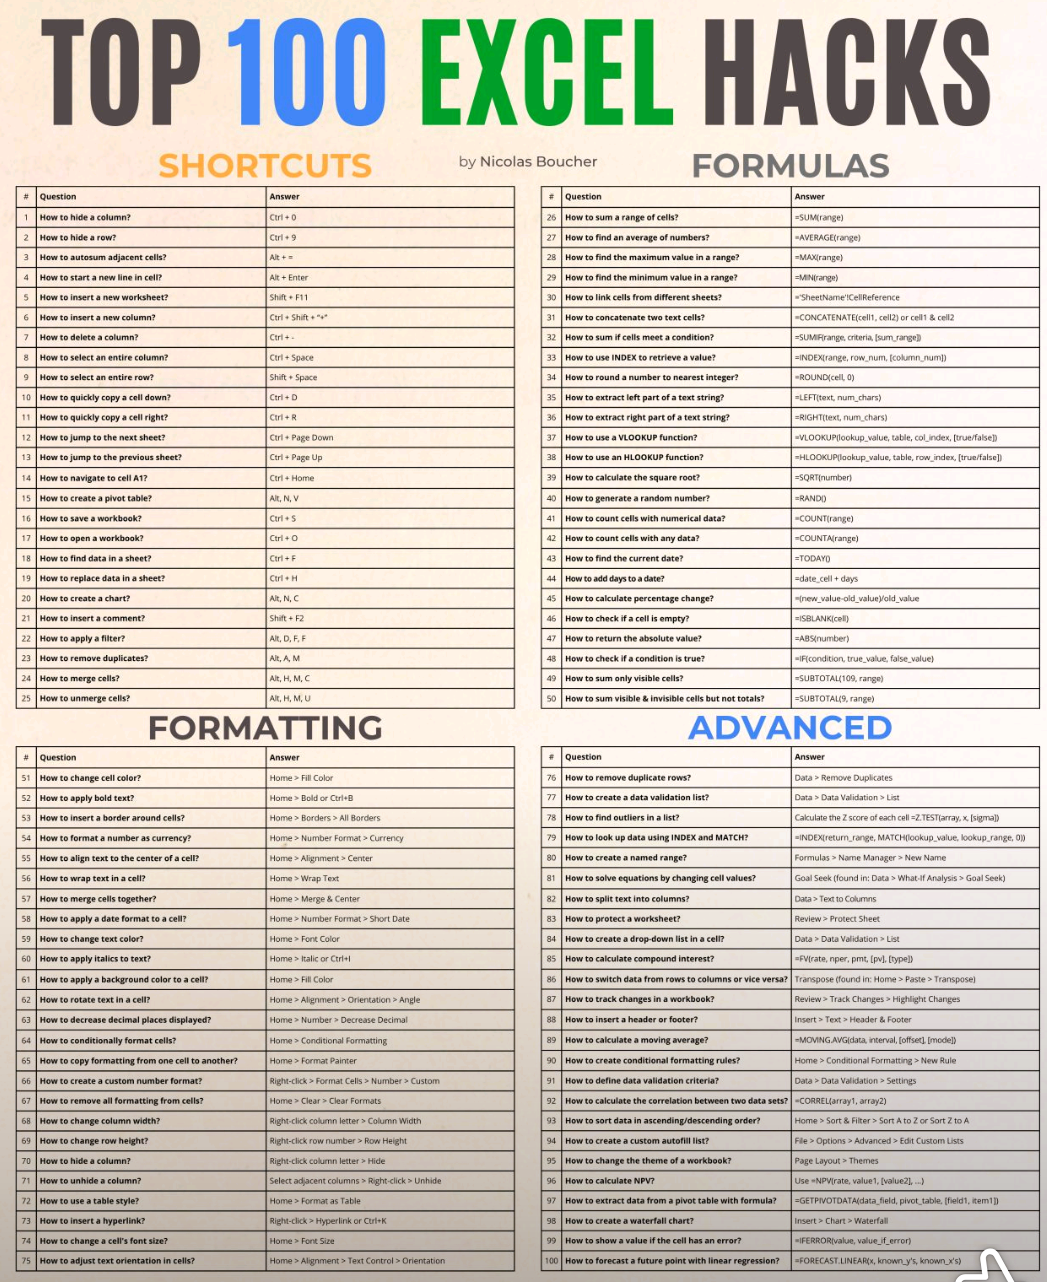 TOP 100 EXCEL HACKS
by Nicolas Boucher
SHORTCUTS
# Question Answer
1 How to hide a column? Ctrl + 0
2 How to hide a row? Ctrl + 9
3 How to autosum adjacent cells? Alt + =
4 How to start a new line in cell? Alt + Enter
5 How to insert a new worksheet? Shift + F11
6 How to insert a new column? Ctrl + Shift + "+"
7 How to delete a column? Ctrl + -
8 How to select an entire column? Ctrl + Space
9 How to select an entire row? Shift + Space
10 How to quickly copy a cell down? Ctrl + D
11 How to quickly copy a cell right? Ctrl + R
12 How to jump to the next sheet? Ctrl + Page Down
13 How to jump to the previous sheet? Ctrl + Page Up
14 How to navigate to cell A1? Ctrl + Home
15 How to create a pivot table? Alt, N, V
16 How to save a workbook? Ctrl + S
17 How to open a workbook? Ctrl + O
18 How to find data in a sheet? Ctrl + F
19 How to replace data in a sheet? Ctrl + H
20 How to create a chart? Alt, N, C
21 How to insert a comment? Shift + F2
22 How to apply a filter? Alt, D, F, F
23 How to remove duplicates? Alt, A, M
24 How to merge cells? Alt, H, M, C
25 How to unmerge cells? Alt, H, M, U
FORMULAS
# Question Answer
26 How to sum a range of cells? =SUM(range)
27 How to find an average of numbers? =AVERAGE(range)
28 How to find the maximum value in a range? =MAX(range)
29 How to find the minimum value in a range? =MIN(range)
30 How to link cells from different sheets? ='SheetName'!CellReference
31 How to concatenate two text cells? =CONCATENATE(cell1, cell2) or cell1 & cell2
32 How to sum if cells meet a condition? =SUMIF(range, criteria, [sum_range])
33 How to use INDEX to retrieve a value? =INDEX(range, row_num, [column_num])
34 How to round a number to nearest integer? =ROUND(cell, 0)
35 How to extract left part of a text string? =LEFT(text, num_chars)
36 How to extract right part of a text string? =RIGHT(text, num_chars)
37 How to use a VLOOKUP function? =VLOOKUP(lookup_value, table, col_index, [true/false])
38 How to use an HLOOKUP function? =HLOOKUP(lookup_value, table, row_index, [true/false])
39 How to calculate the square root? =SQRT(number)
40 How to generate a random number? =RAND()
41 How to count cells with numerical data? =COUNT(range)
42 How to count cells with any data? =COUNTA(range)
43 How to find the current date? =TODAY()
44 How to add days to a date? =date_cell + days
45 How to calculate percentage change? =(new_value-old_value)/old_value
46 How to check if a cell is empty? =ISBLANK(cell)
47 How to return the absolute value? =ABS(number)
48 How to check if a condition is true? =IF(condition, true_value, false_value)
49 How to sum only visible cells? =SUBTOTAL(109, range)
50 How to sum visible & invisible cells but not totals? =SUBTOTAL(9, range)
FORMATTING
# Question Answer
51 How to change cell color? Home > Fill Color
52 How to apply bold text? Home > Bold or Ctrl+B
53 How to insert a border around cells? Home > Borders > All Borders
54 How to format a number as currency? Home > Number Format > Currency
55 How to align text to the center of a cell? Home > Alignment > Center
56 How to wrap text in a cell? Home > Wrap Text
57 How to merge cells together? Home > Merge & Center
58 How to apply a date format to a cell? Home > Number Format > Short Date
59 How to change text color? Home > Font Color
60 How to apply italics to text? Home > Italic or Ctrl+I
61 How to apply a background color to a cell? Home > Fill Color
62 How to rotate text in a cell? Home > Alignment > Orientation > Angle
63 How to decrease decimal places displayed? Home > Number > Decrease Decimal
64 How to conditionally format cells? Home > Conditional Formatting
65 How to copy formatting from one cell to another? Home > Format Painter
66 How to create a custom number format? Right-click > Format Cells > Number > Custom
67 How to remove all formatting from cells? Home > Clear > Clear Formats
68 How to change column width? Right-click column letter > Column Width
69 How to change row height? Right-click row number > Row Height
70 How to hide a column? Right-click column letter > Hide
71 How to unhide a column? Select adjacent columns > Right-click > Unhide
72 How to use a table style? Home > Format as Table
73 How to insert a hyperlink? Right-click > Hyperlink or Ctrl+K
74 How to change a cell's font size? Home > Font Size
75 How to adjust text orientation in cells? Home > Alignment > Text Control > Orientation
ADVANCED
# Question Answer
76 How to remove duplicate rows? Data > Remove Duplicates
77 How to create a data validation list? Data > Data Validation > List
78 How to find outliers in a list? Calculate the Z score of each cell =Z.TEST(array, x, [sigma])
79 How to look up data using INDEX and MATCH? =INDEX(return_range, MATCH(lookup_value, lookup_range, 0))
80 How to create a named range? Formulas > Name Manager > New Name
81 How to solve equations by changing cell values? Goal Seek (found in: Data > What-If Analysis > Goal Seek)
82 How to split text into columns? Data > Text to Columns
83 How to protect a worksheet? Review > Protect Sheet
84 How to create a drop-down list in a cell? Data > Data Validation > List
85 How to calculate compound interest? =FV(rate, nper, pmt, [pv], [type])
86 How to switch data from rows to columns or vice versa? Transpose (found in: Home > Paste > Transpose)
87 How to track changes in a workbook? Review > Track Changes > Highlight Changes
88 How to insert a header or footer? Insert > Text > Header & Footer
89 How to calculate a moving average? =MOVING.AVG(data, interval, [offset], [mode])
90 How to create conditional formatting rules? Home > Conditional Formatting > New Rule
91 How to define data validation criteria? Data > Data Validation > Settings
92 How to calculate the correlation between two data sets? =CORREL(array1, array2)
93 How to sort data in ascending/descending order? Home > Sort & Filter > Sort A to Z or Sort Z to A
94 How to create a custom autofill list? File > Options > Advanced > Edit Custom Lists
95 How to change the theme of a workbook? Page Layout > Themes
96 How to calculate NPV? Use =NPV(rate, value1, [value2], ...)
97 How to extract data from a pivot table with formula? =GETPIVOTDATA(data_field, pivot_table, [field1, item1])
98 How to create a waterfall chart? Insert > Chart > Waterfall
99 How to show a value if the cell has an error? =IFERROR(value, value_if_error)
100 How to forecast a future point with linear regression? =FORECAST.LINEAR(x, known_y's, known_x's)